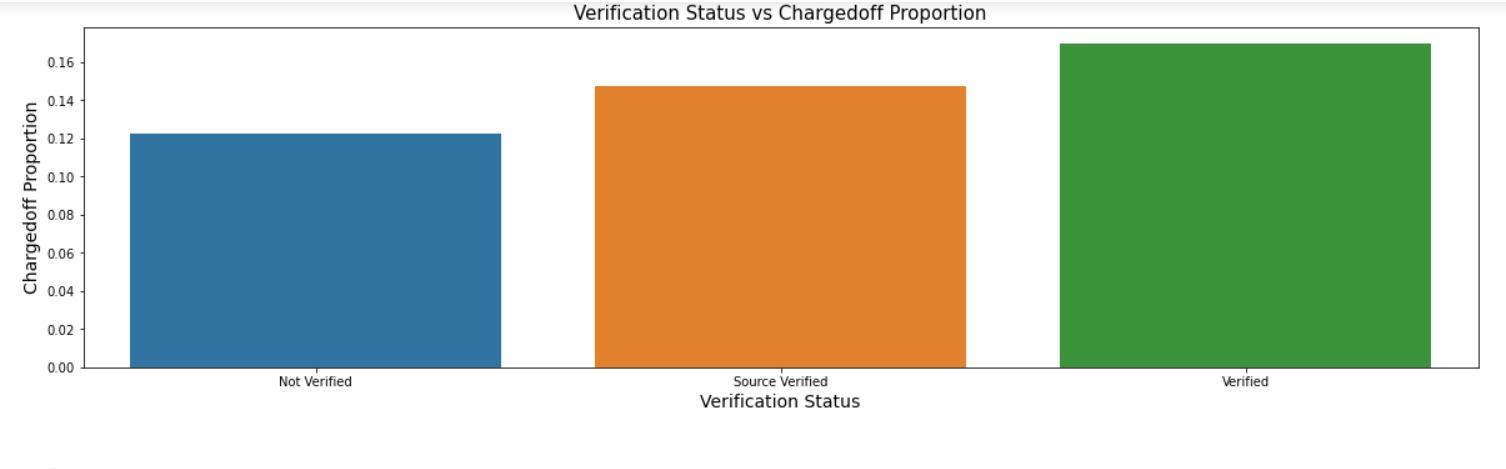 Verification Status vs Chargedoff Proportion
Chargedoff Proportion
0.16
0.14
0.12
0.10
0.08
0.06
0.04
0.02
0.00
Not Verified Source Verified Verified
Verification Status